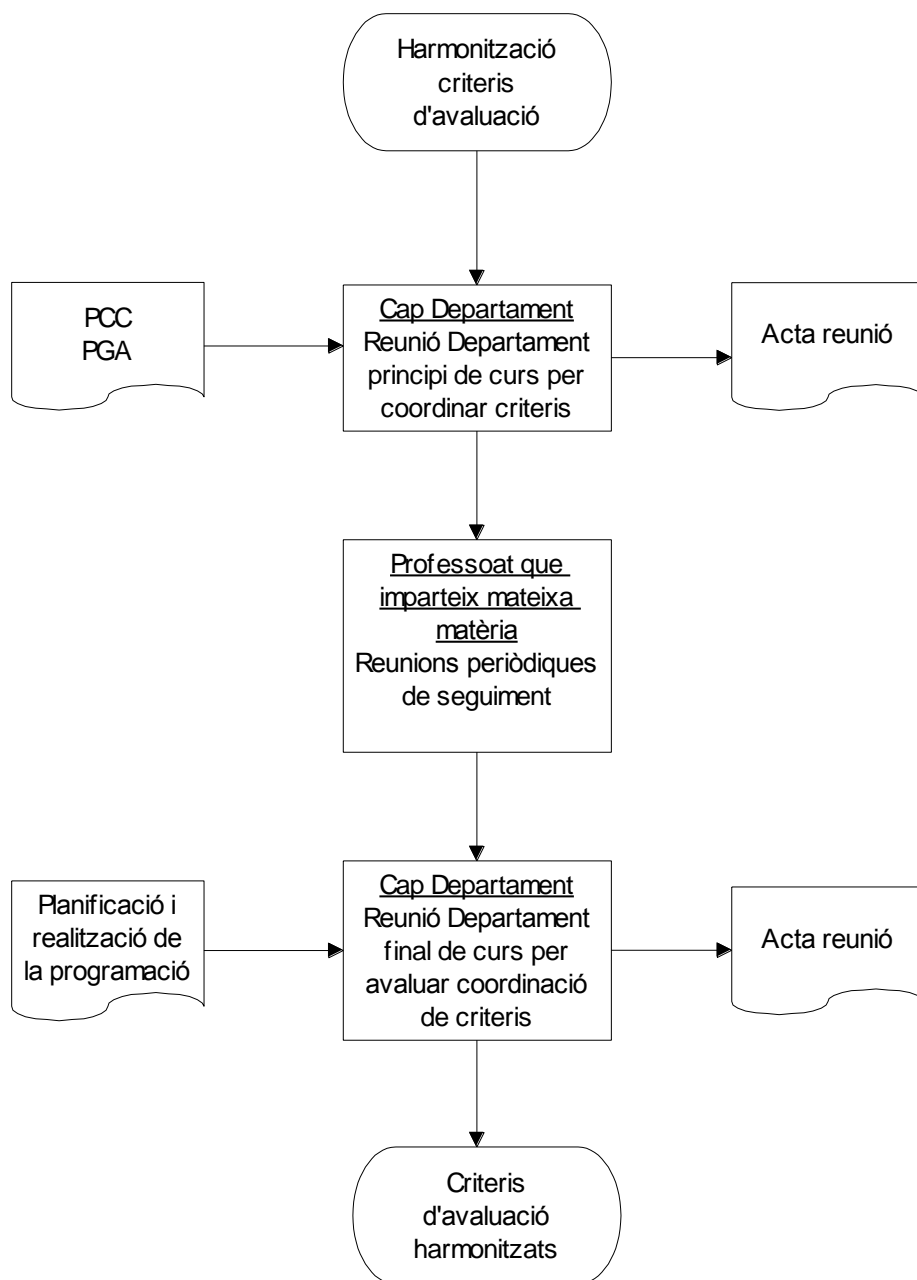 Harmonització
criteris
d'avaluació
PCC
PGA
Cap Departament
Reunió Departament
principi de curs per
coordinar criteris
Acta reunió
Professoat que
imparteix mateixa
matèria
Reunions periòdiques
de seguiment
Planificació i
realització de
la programació
Cap Departament
Reunió Departament
final de curs per
avaluar coordinació
de criteris
Acta reunió
Criteris
d'avaluació
harmonitzats